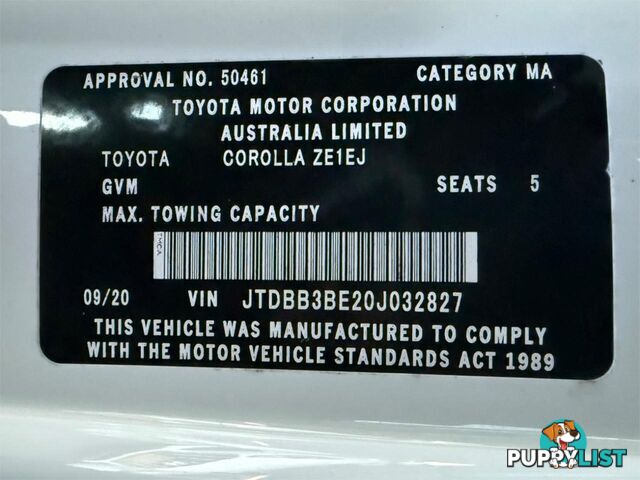 APPROVAL NO. 50461 CATEGORY MA
TOYOTA MOTOR CORPORATION
AUSTRALIA LIMITED
TOYOTA COROLLA ZE1EJ
GVM SEATS 5
MAX. TOWING CAPACITY
TMCA
09/20 VIN JTDBB3BE20J032827
THIS VEHICLE WAS MANUFACTURED TO COMPLY
WITH THE MOTOR VEHICLE STANDARDS ACT 1989
PUPPYLIST